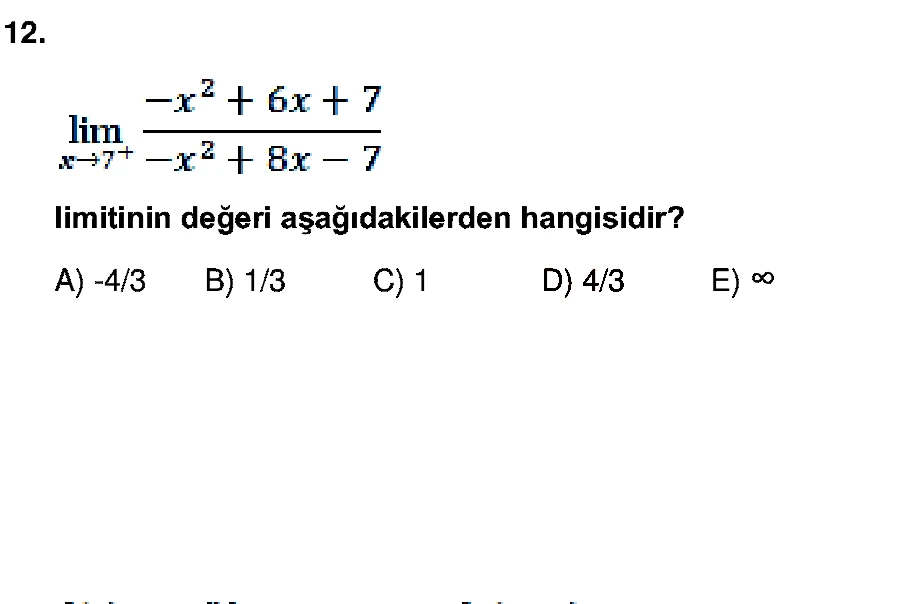 12.
lim x→7⁺ (−x² + 6x + 7) / (−x² + 8x − 7)
limitinin değeri aşağıdakilerden hangisidir?
A) -4/3 B) 1/3 C) 1 D) 4/3 E) ∞